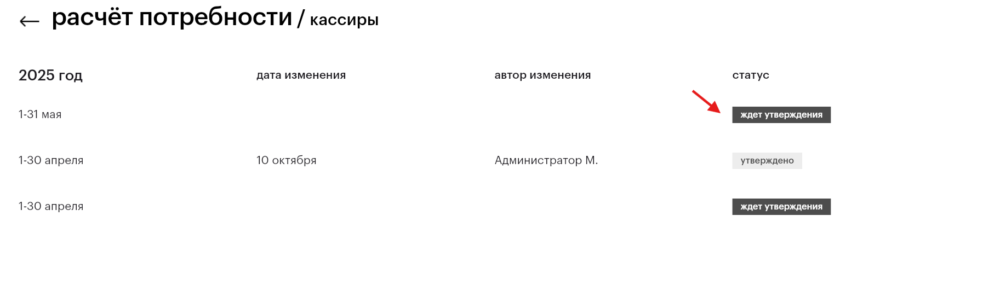 расчёт потребности / кассиры
2025 год дата изменения автор изменения статус
1-31 мая ждет утверждения
1-30 апреля 10 октября Администратор М. утверждено
1-30 апреля ждет утверждения